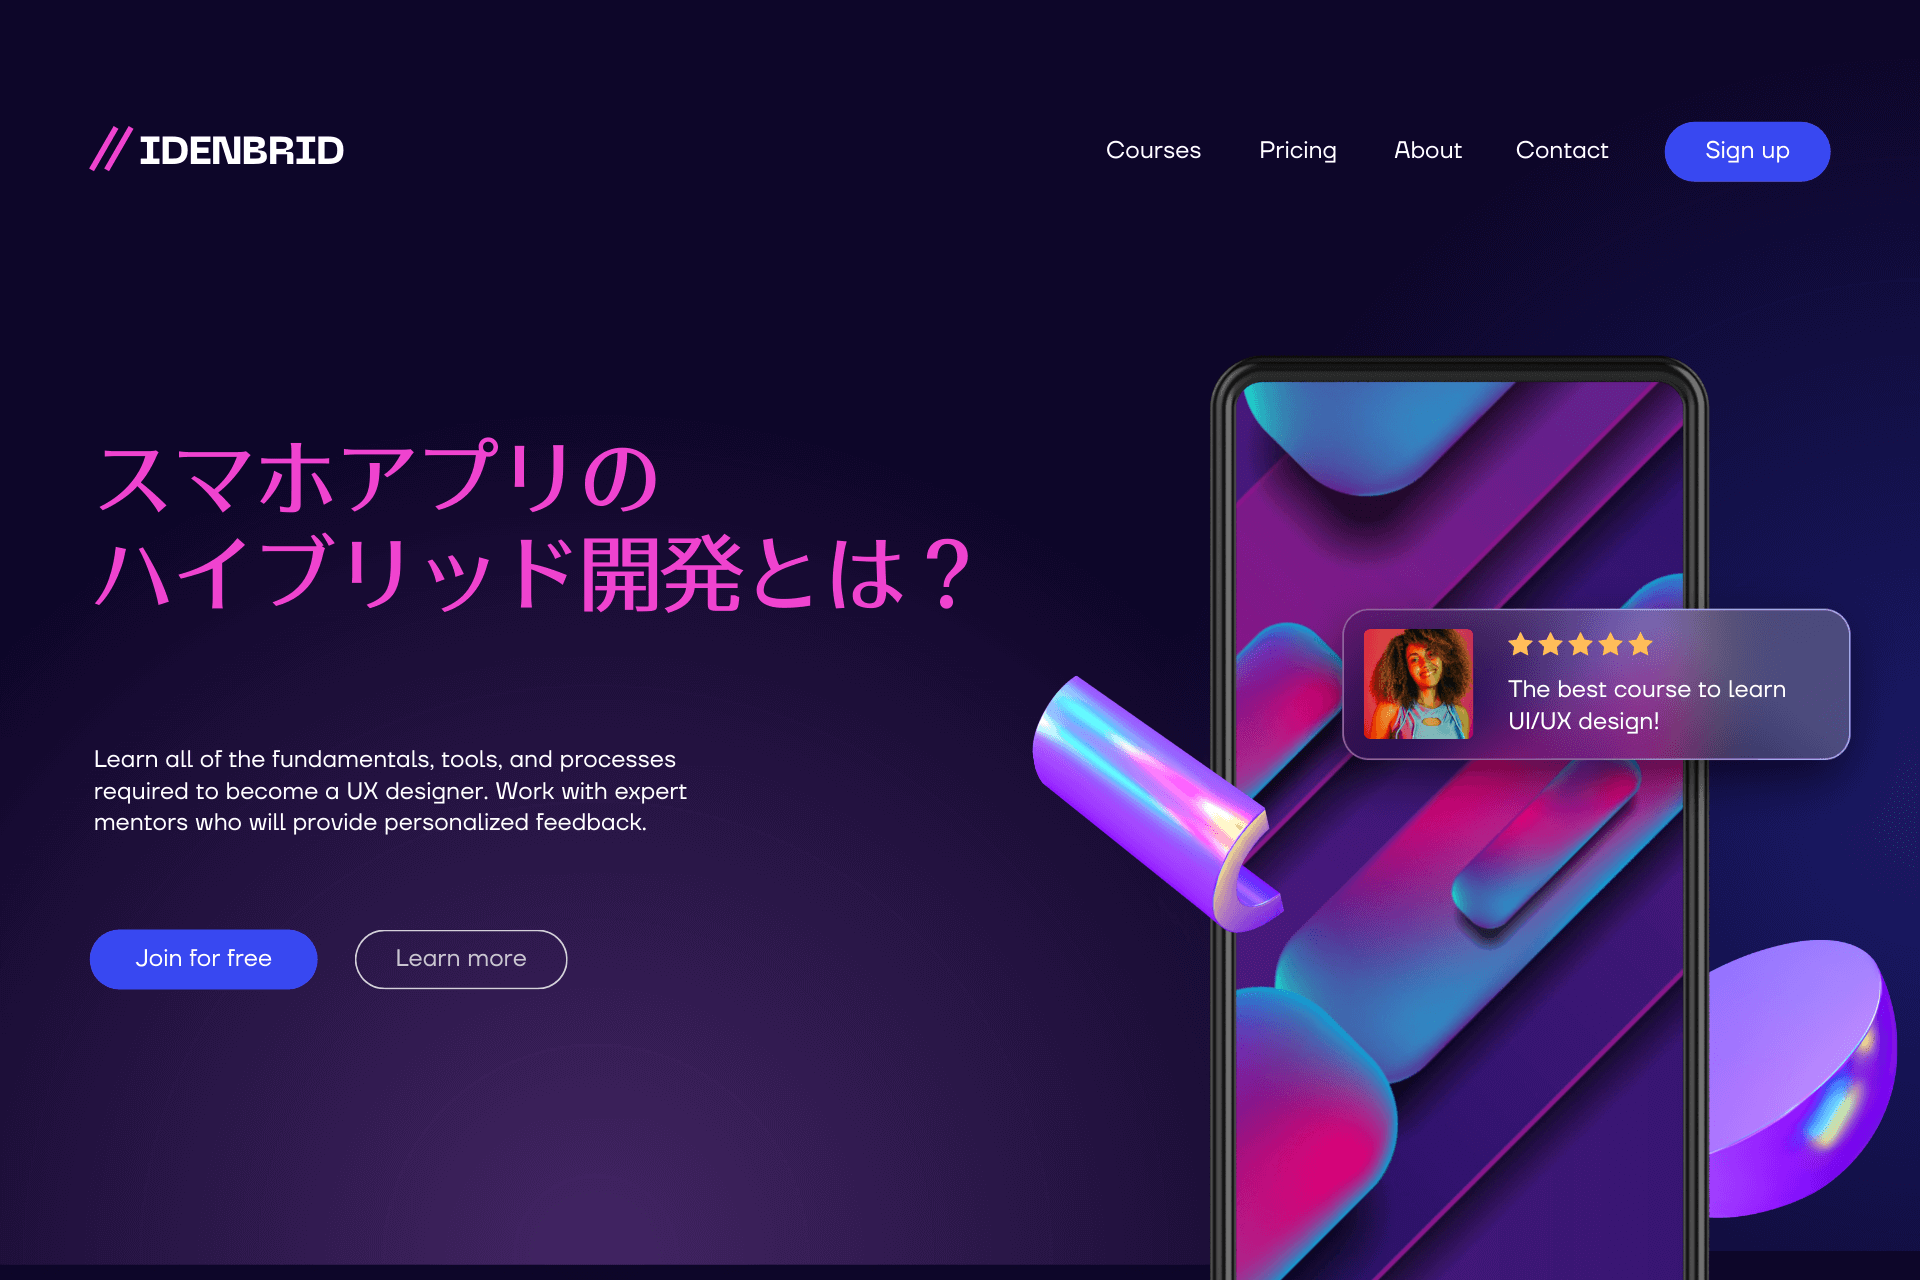 IDENBRID
Courses Pricing About Contact Sign up
スマホアプリの
ハイブリッド開発とは？
The best course to learn
UI/UX design!
Learn all of the fundamentals, tools, and processes
required to become a UX designer. Work with expert
mentors who will provide personalized feedback.
Join for free Learn more